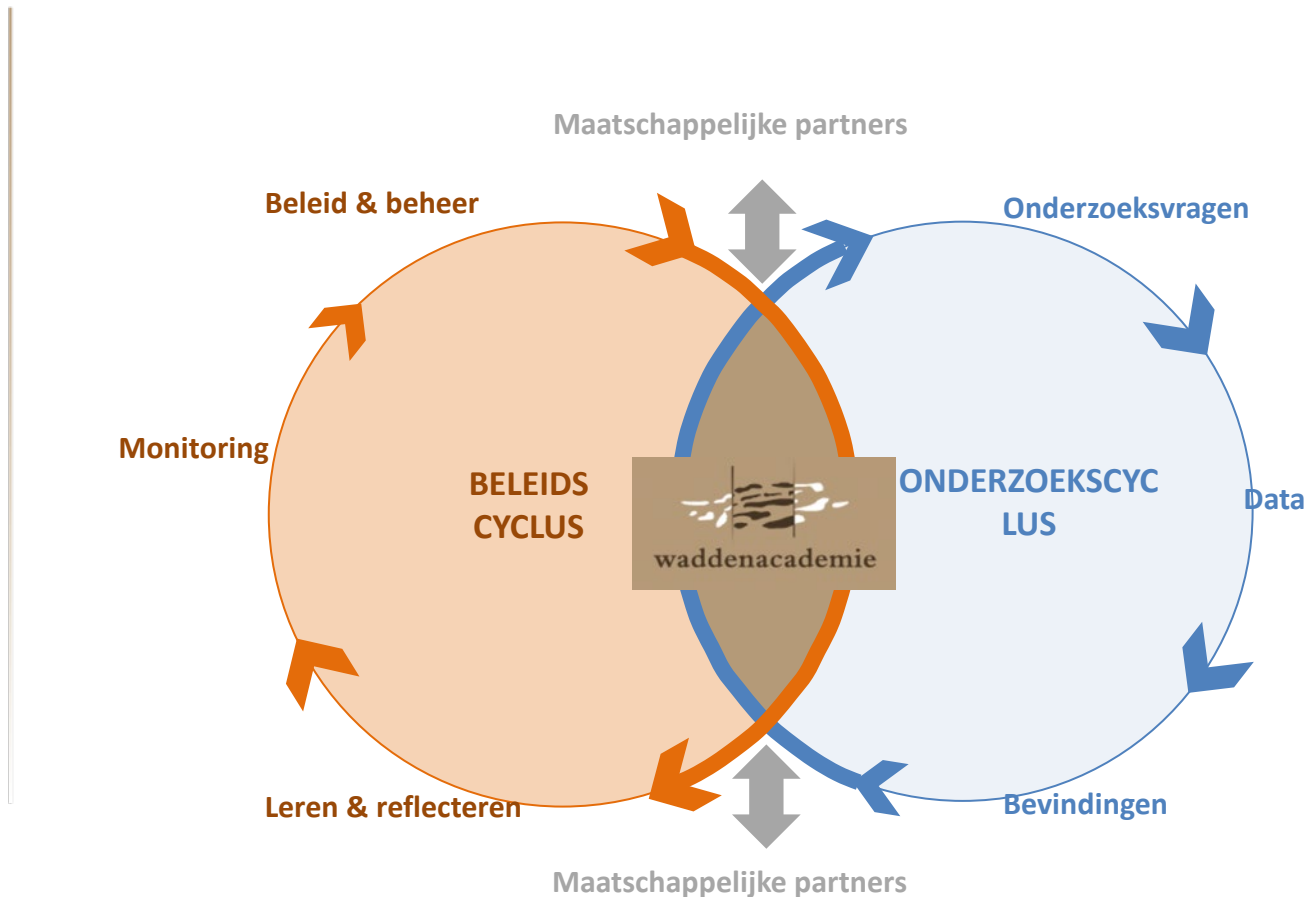 Maatschappelijke partners
Beleid & beheer
Onderzoeksvragen
Monitoring
BELEIDS
CYCLUS
ONDERZOEKSCYC
LUS
Data
waddenacademie
Leren & reflecteren
Bevindingen
Maatschappelijke partners